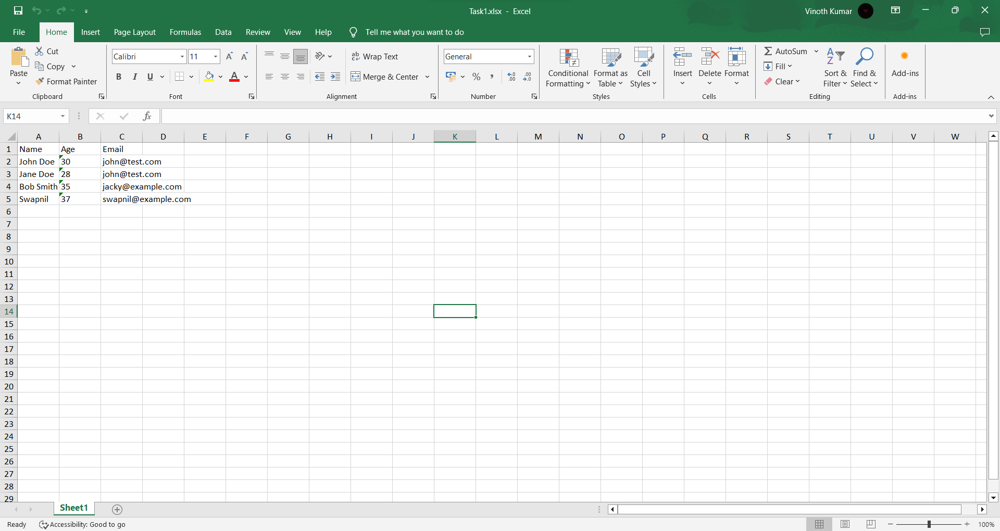 Task1.xlsx - Excel
Vinoth Kumar
File Home Insert Page Layout Formulas Data Review View Help Tell me what you want to do
Paste
Cut
Copy
Format Painter
Clipboard
Calibri 11 A A
B I U A
Font
ab Wrap Text
Merge & Center
Alignment
General
% ,
Number
Conditional Formatting
Format as Table
Cell Styles
Styles
Insert Delete Format
Cells
AutoSum
Fill
Clear
Sort & Filter
Find & Select
Editing
Add-ins
Add-ins
K14 fx
A B C D E F G H I J K L M N O P Q R S T U V W
1 Name Age Email
2 John Doe 30 john@test.com
3 Jane Doe 28 john@test.com
4 Bob Smith 35 jacky@example.com
5 Swapnil 37 swapnil@example.com
6
7
8
9
10
11
12
13
14
15
16
17
18
19
20
21
22
23
24
25
26
27
28
29
Sheet1
Ready Accessibility: Good to go 100%